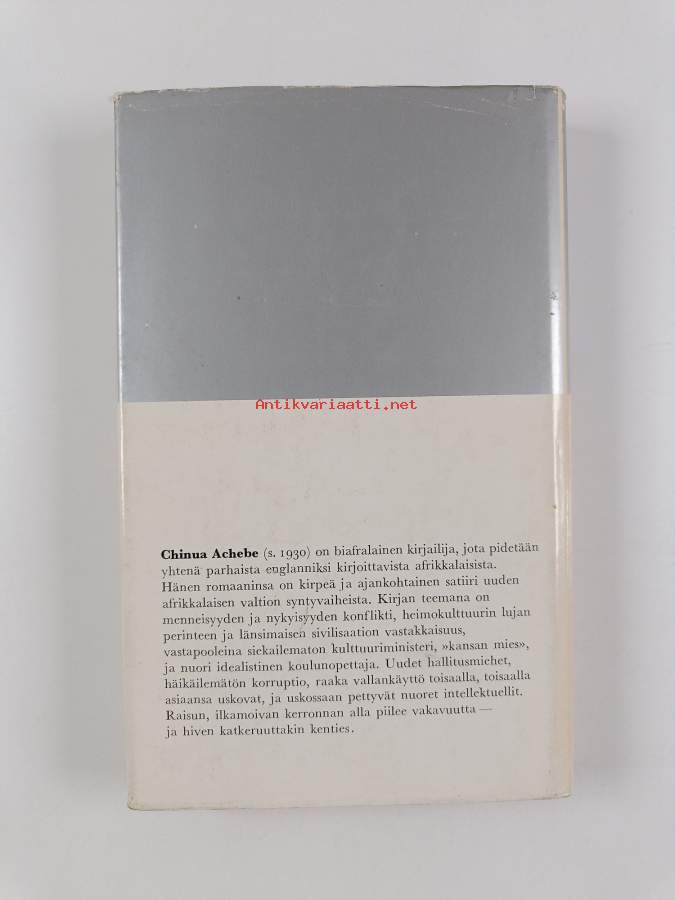 Antikvariaatti.net
Chinua Achebe (s. 1930) on biafralainen kirjailija, jota pidetään
yhtenä parhaista englanniksi kirjoittavista afrikkalaisista.
Hänen romaaninsa on kirpeä ja ajankohtainen satiiri uuden
afrikkalaisen valtion syntyvaiheista. Kirjan teemana on
menneisyyden ja nykyisyyden konflikti, heimokulttuurin lujan
perinteen ja länsimaisen sivilisaation vastakkaisuus,
vastapooleina siekailematon kulttuuriministeri, »kansan mies»,
ja nuori idealistinen koulunopettaja. Uudet hallitusmiehet,
häikäilemätön korruptio, raaka vallankäyttö toisaalla, toisaalla
asiaansa uskovat, ja uskossaan pettyvät nuoret intellektuellit.
Raisun, ilkamoivan kerronnan alla piilee vakavuutta —
ja hiven katkeruuttakin kenties.